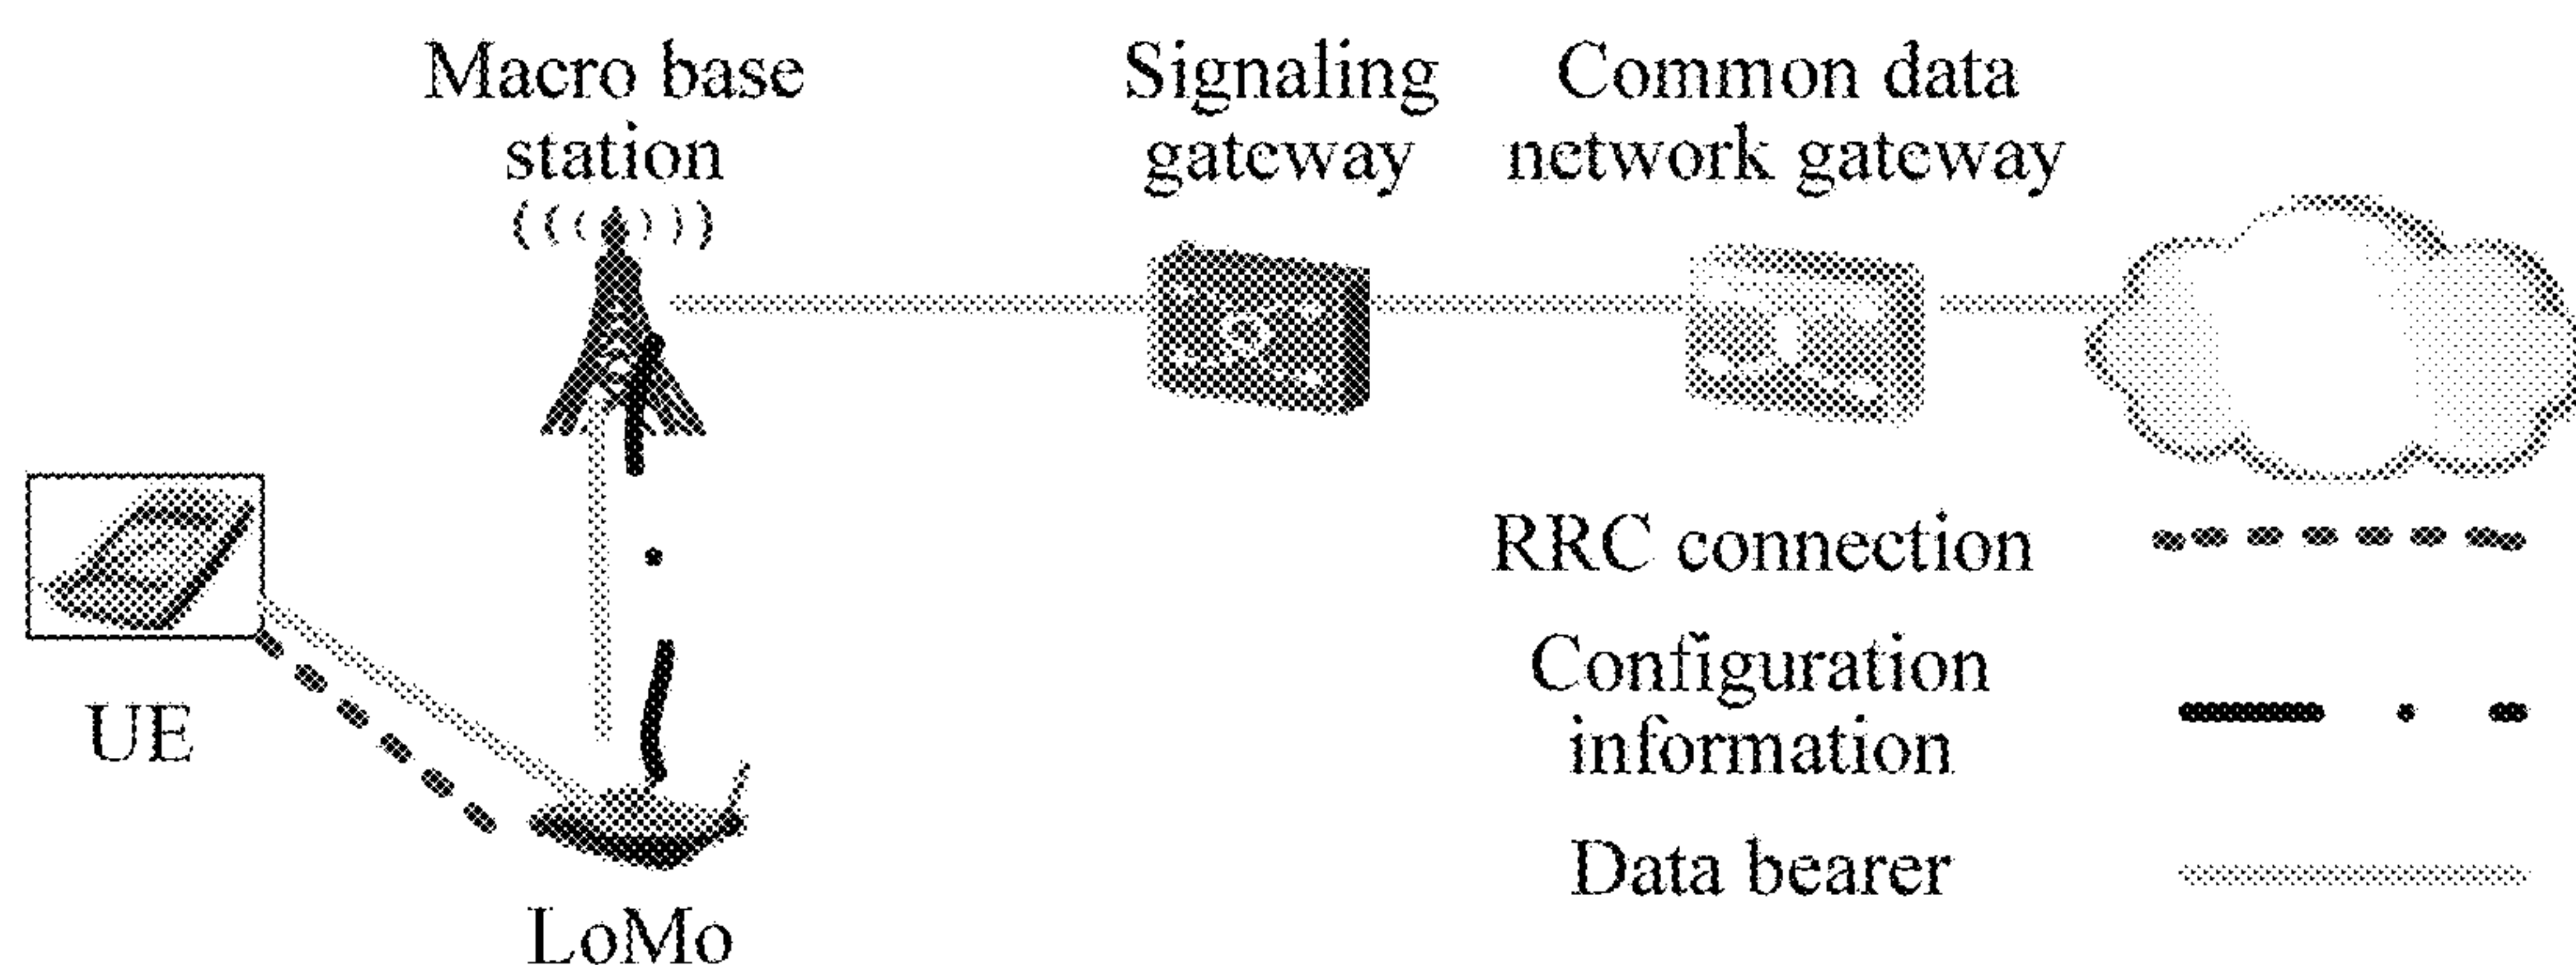 Macro base
station
Signaling
gateway
Common data
network gateway
UE
LoMo
RRC connection
Configuration
information
Data bearer